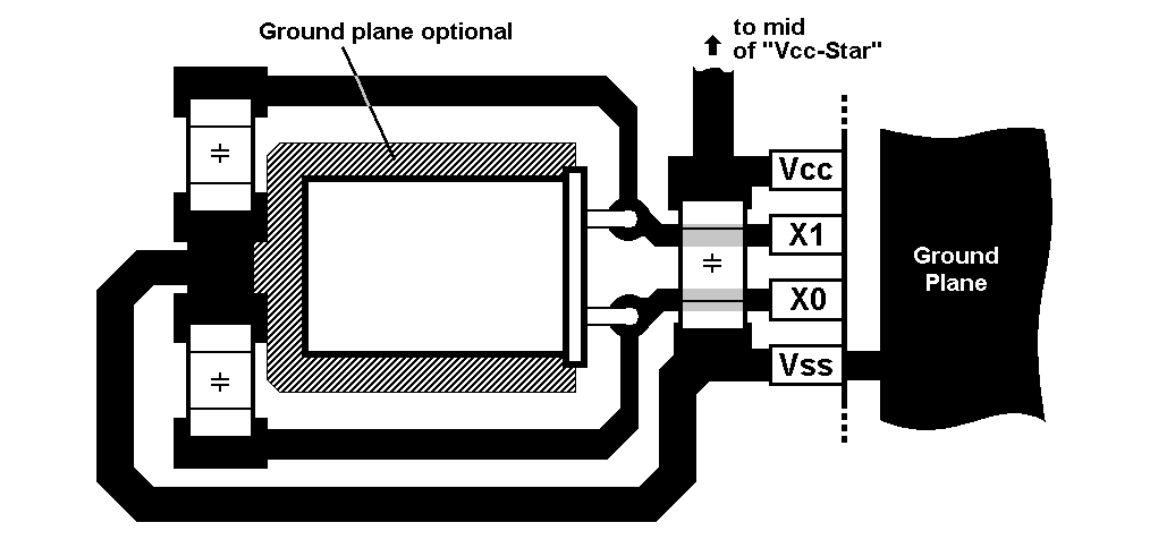 Ground plane optional
to mid
of "Vcc-Star"
Vcc
X1
X0
Vss
Ground
Plane